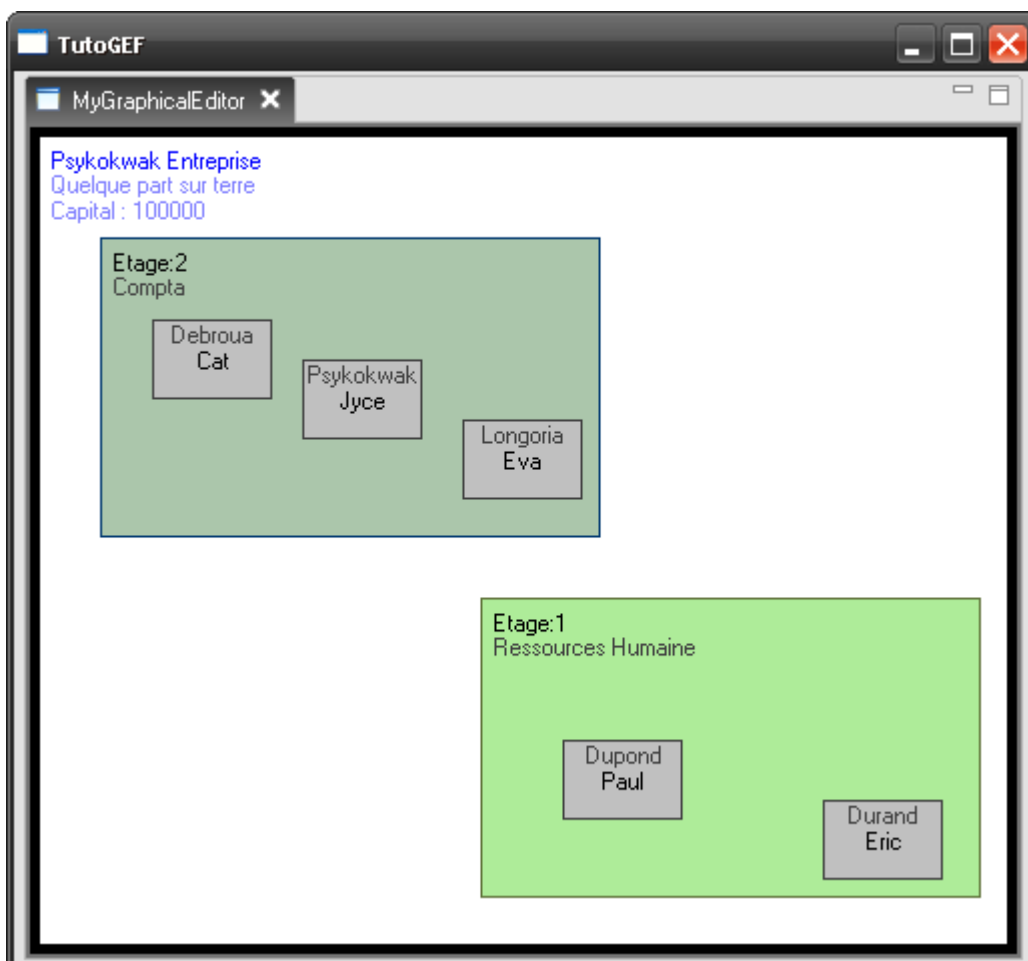 TutoGEF
MyGraphicalEditor
Psykokwak Entreprise
Quelque part sur terre
Capital : 100000
Etage:2
Compta
Debroua
Cat
Psykokwak
Jyce
Longoria
Eva
Etage:1
Ressources Humaine
Dupond
Paul
Durand
Eric